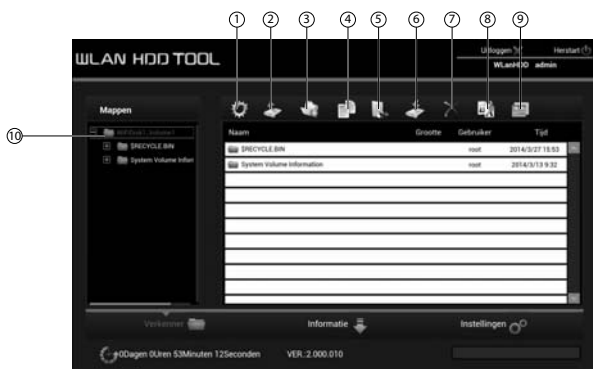 ① ② ③ ④ ⑤ ⑥ ⑦ ⑧ ⑨
WLAN HDD TOOL
Uitloggen Herstart
WLanHDD admin
Mappen
⑩
WiFiDisk1_Volume1
$RECYCLE.BIN
System Volume Infor
Naam Grootte Gebruiker Tijd
$RECYCLE.BIN root 2014/3/27 15:53
System Volume Information root 2014/3/13 9:32
Verkenner Informatie Instellingen
0Dagen 0Uren 53Minuten 12Seconden VER.:2.000.010